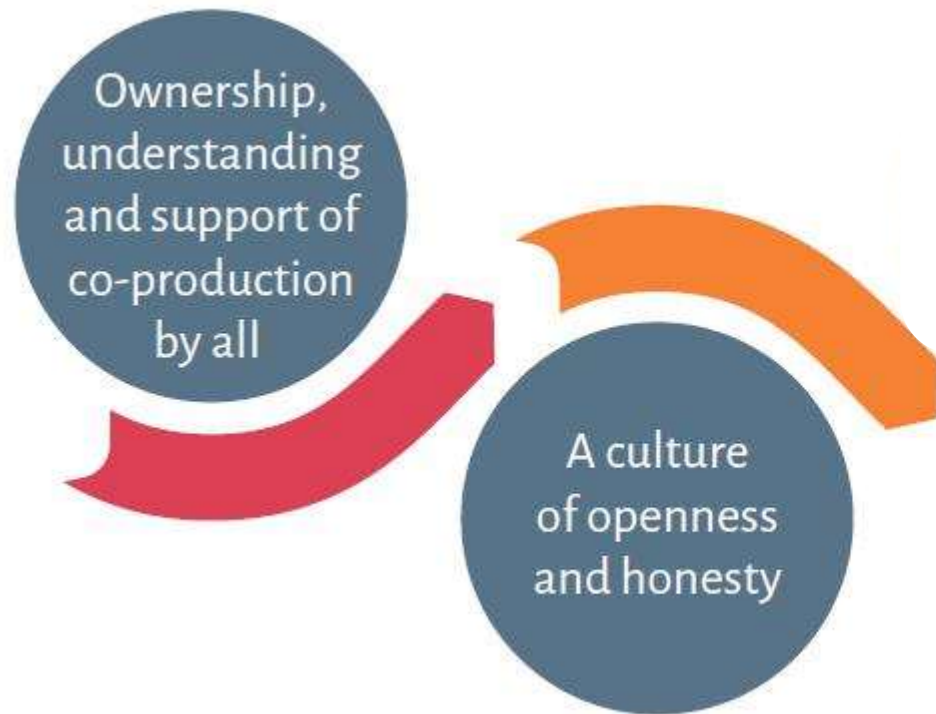 Ownership,
understanding
and support of
co-production
by all
A culture
of openness
and honesty